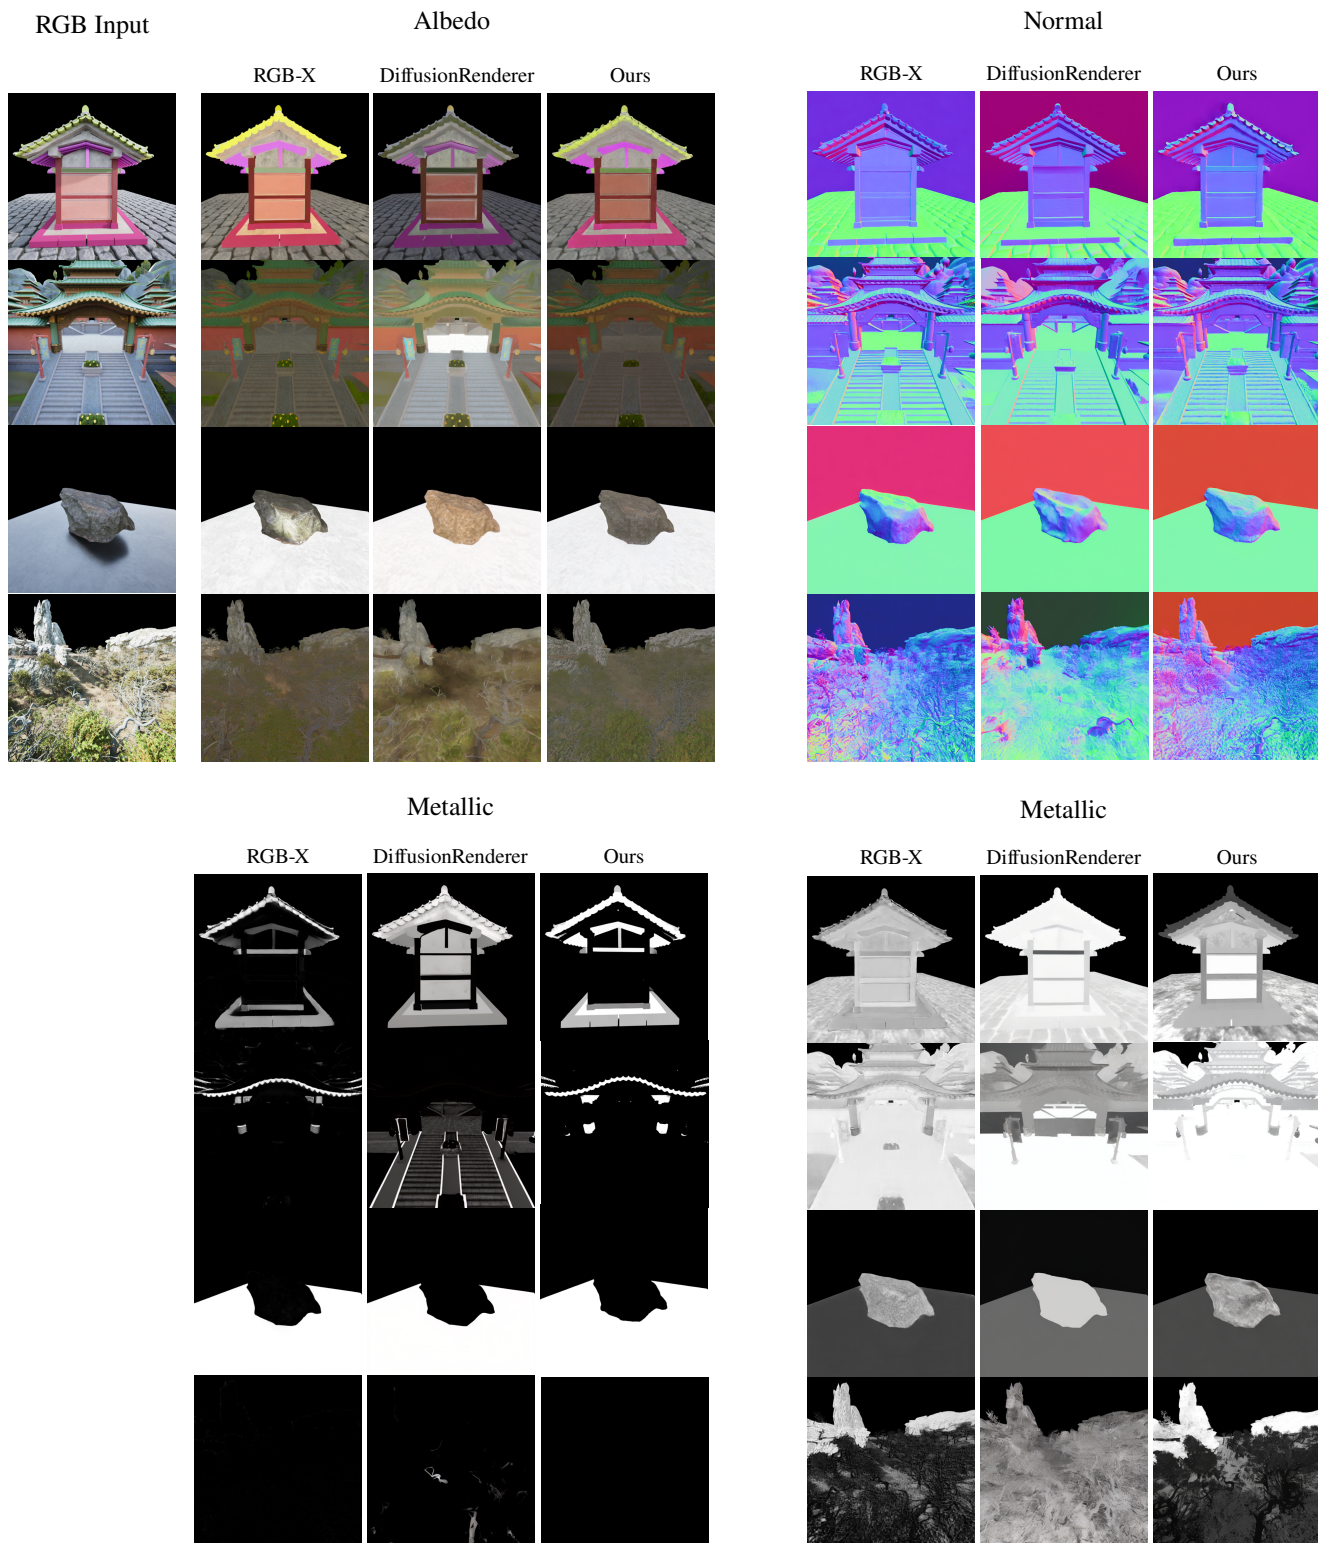 RGB Input
Albedo
Normal
RGB-X DiffusionRenderer Ours
RGB-X DiffusionRenderer Ours
Metallic
Metallic
RGB-X DiffusionRenderer Ours
RGB-X DiffusionRenderer Ours